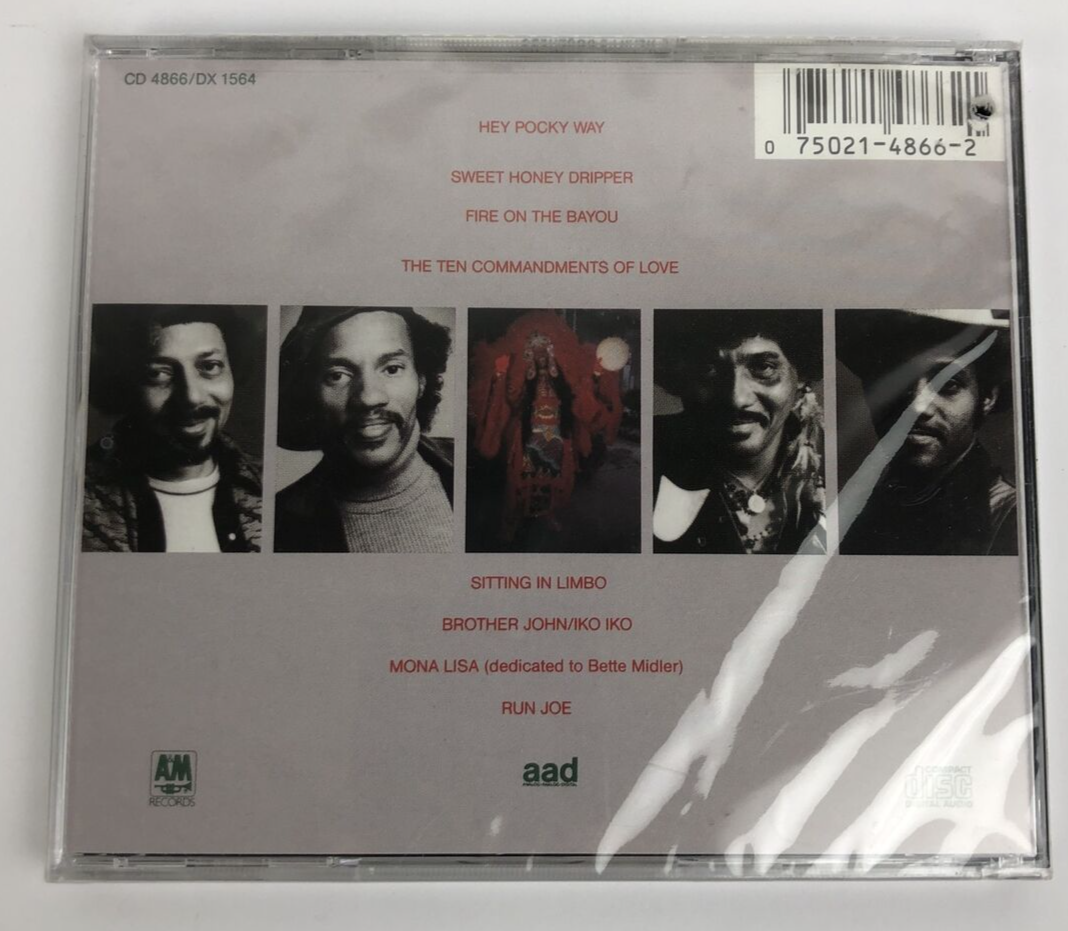 CD 4866/DX 1564
0 75021-4866-2
HEY POCKY WAY
SWEET HONEY DRIPPER
FIRE ON THE BAYOU
THE TEN COMMANDMENTS OF LOVE
SITTING IN LIMBO
BROTHER JOHN/IKO IKO
MONA LISA (dedicated to Bette Midler)
RUN JOE
A&M
RECORDS
aad
COMPACT
disc
DIGITAL AUDIO